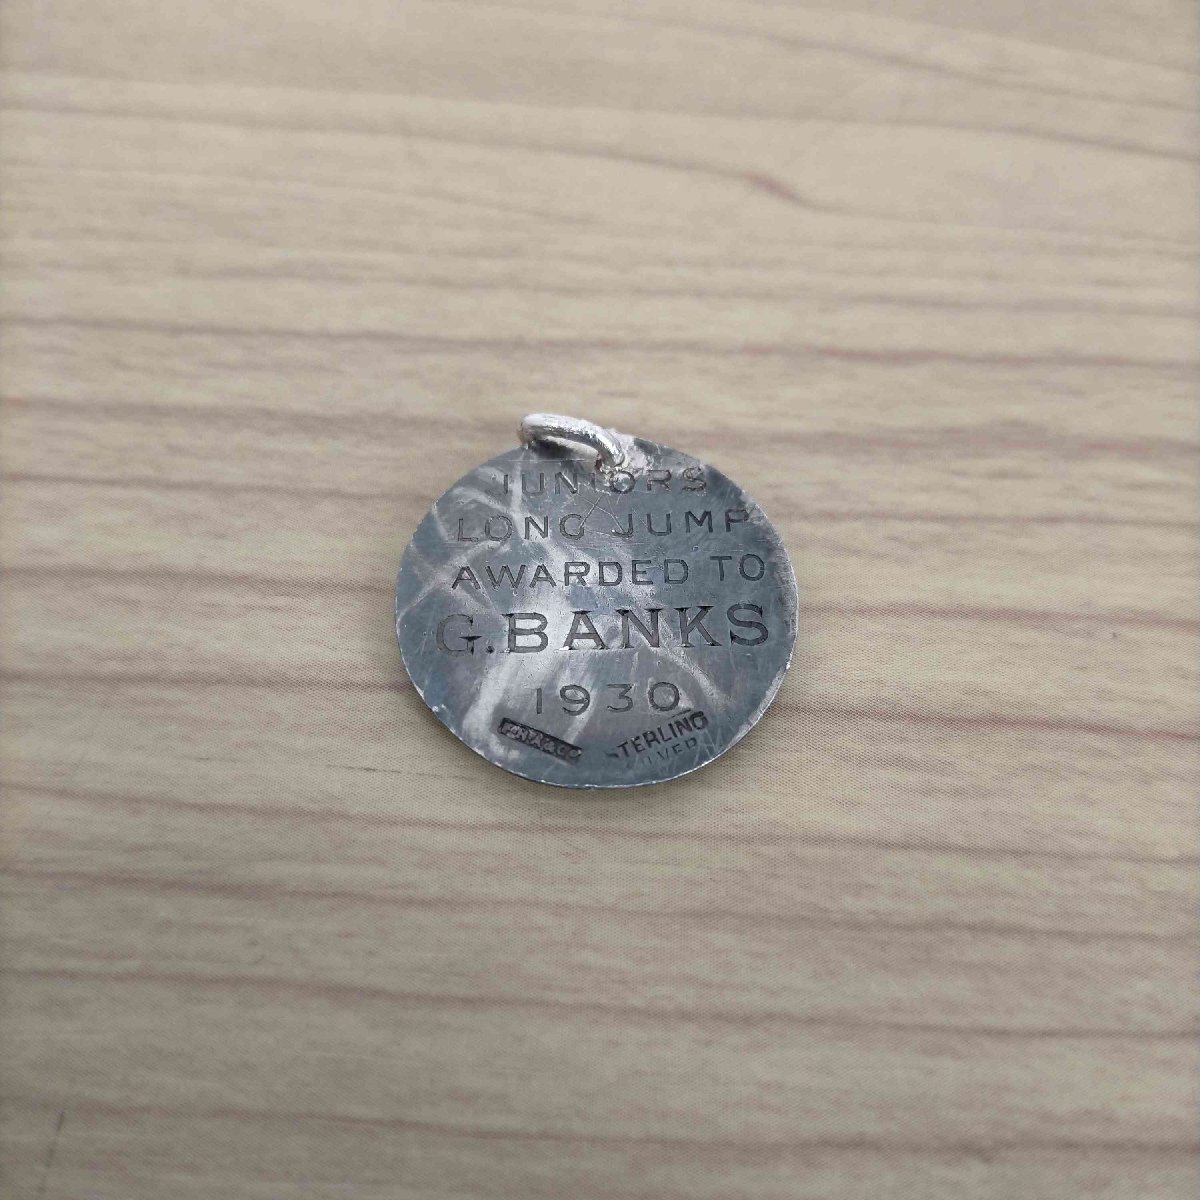 JUNIORS
LONG JUMP
AWARDED TO
G. BANKS
1930
STERLING